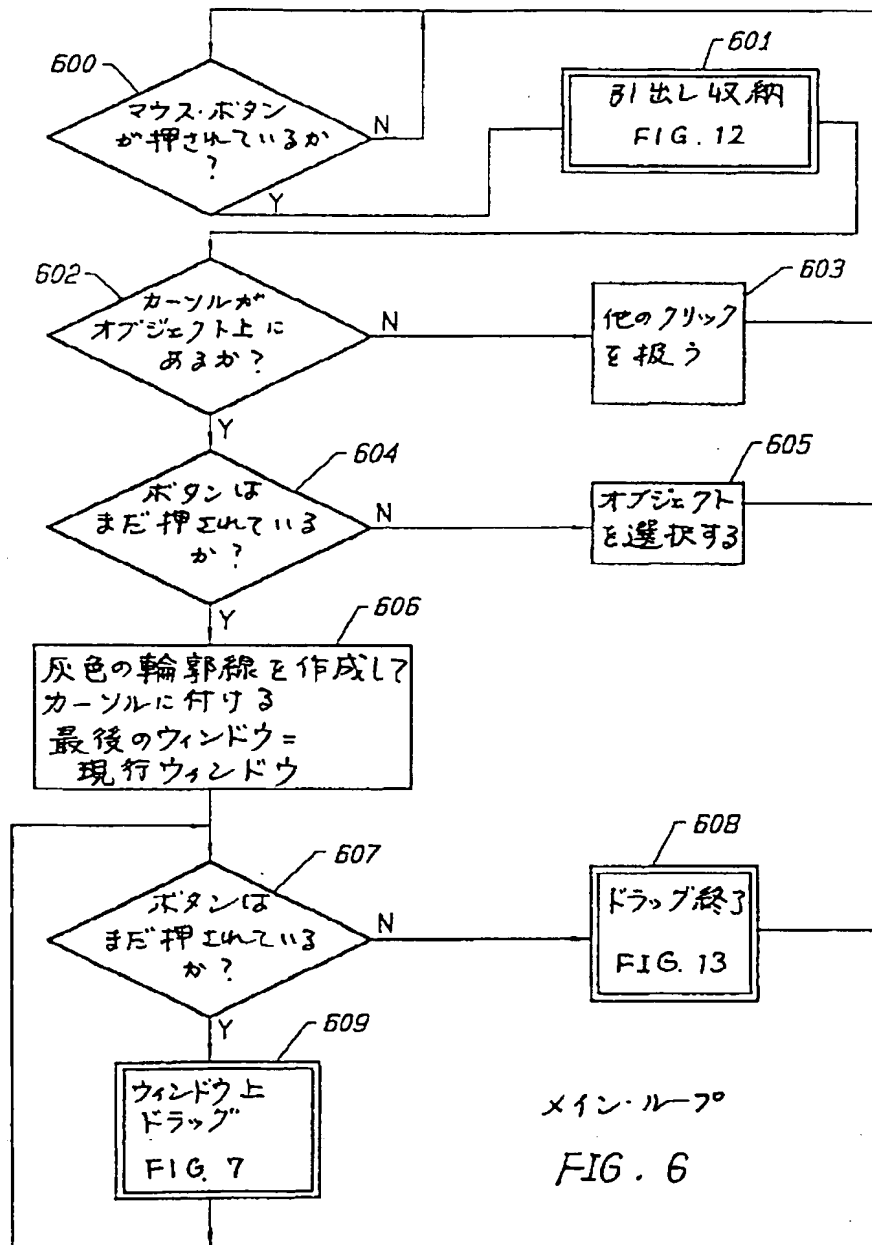 600
マウス・ボタン
が押されているか
?
N
Y
601
引出し収納
FIG. 12
602
カーソルが
オブジェクト上に
あるか?
N
Y
603
他のクリック
を扱う
604
ボタンは
まだ押されている
か?
N
Y
605
オブジェクト
を選択する
606
灰色の輪郭線を作成して
カーソルに付ける
最後のウィンドウ=
現行ウィンドウ
607
ボタンは
まだ押されている
か?
N
Y
608
ドラッグ終了
FIG. 13
609
ウィンドウ上
ドラッグ
FIG. 7
メイン・ループ
FIG. 6